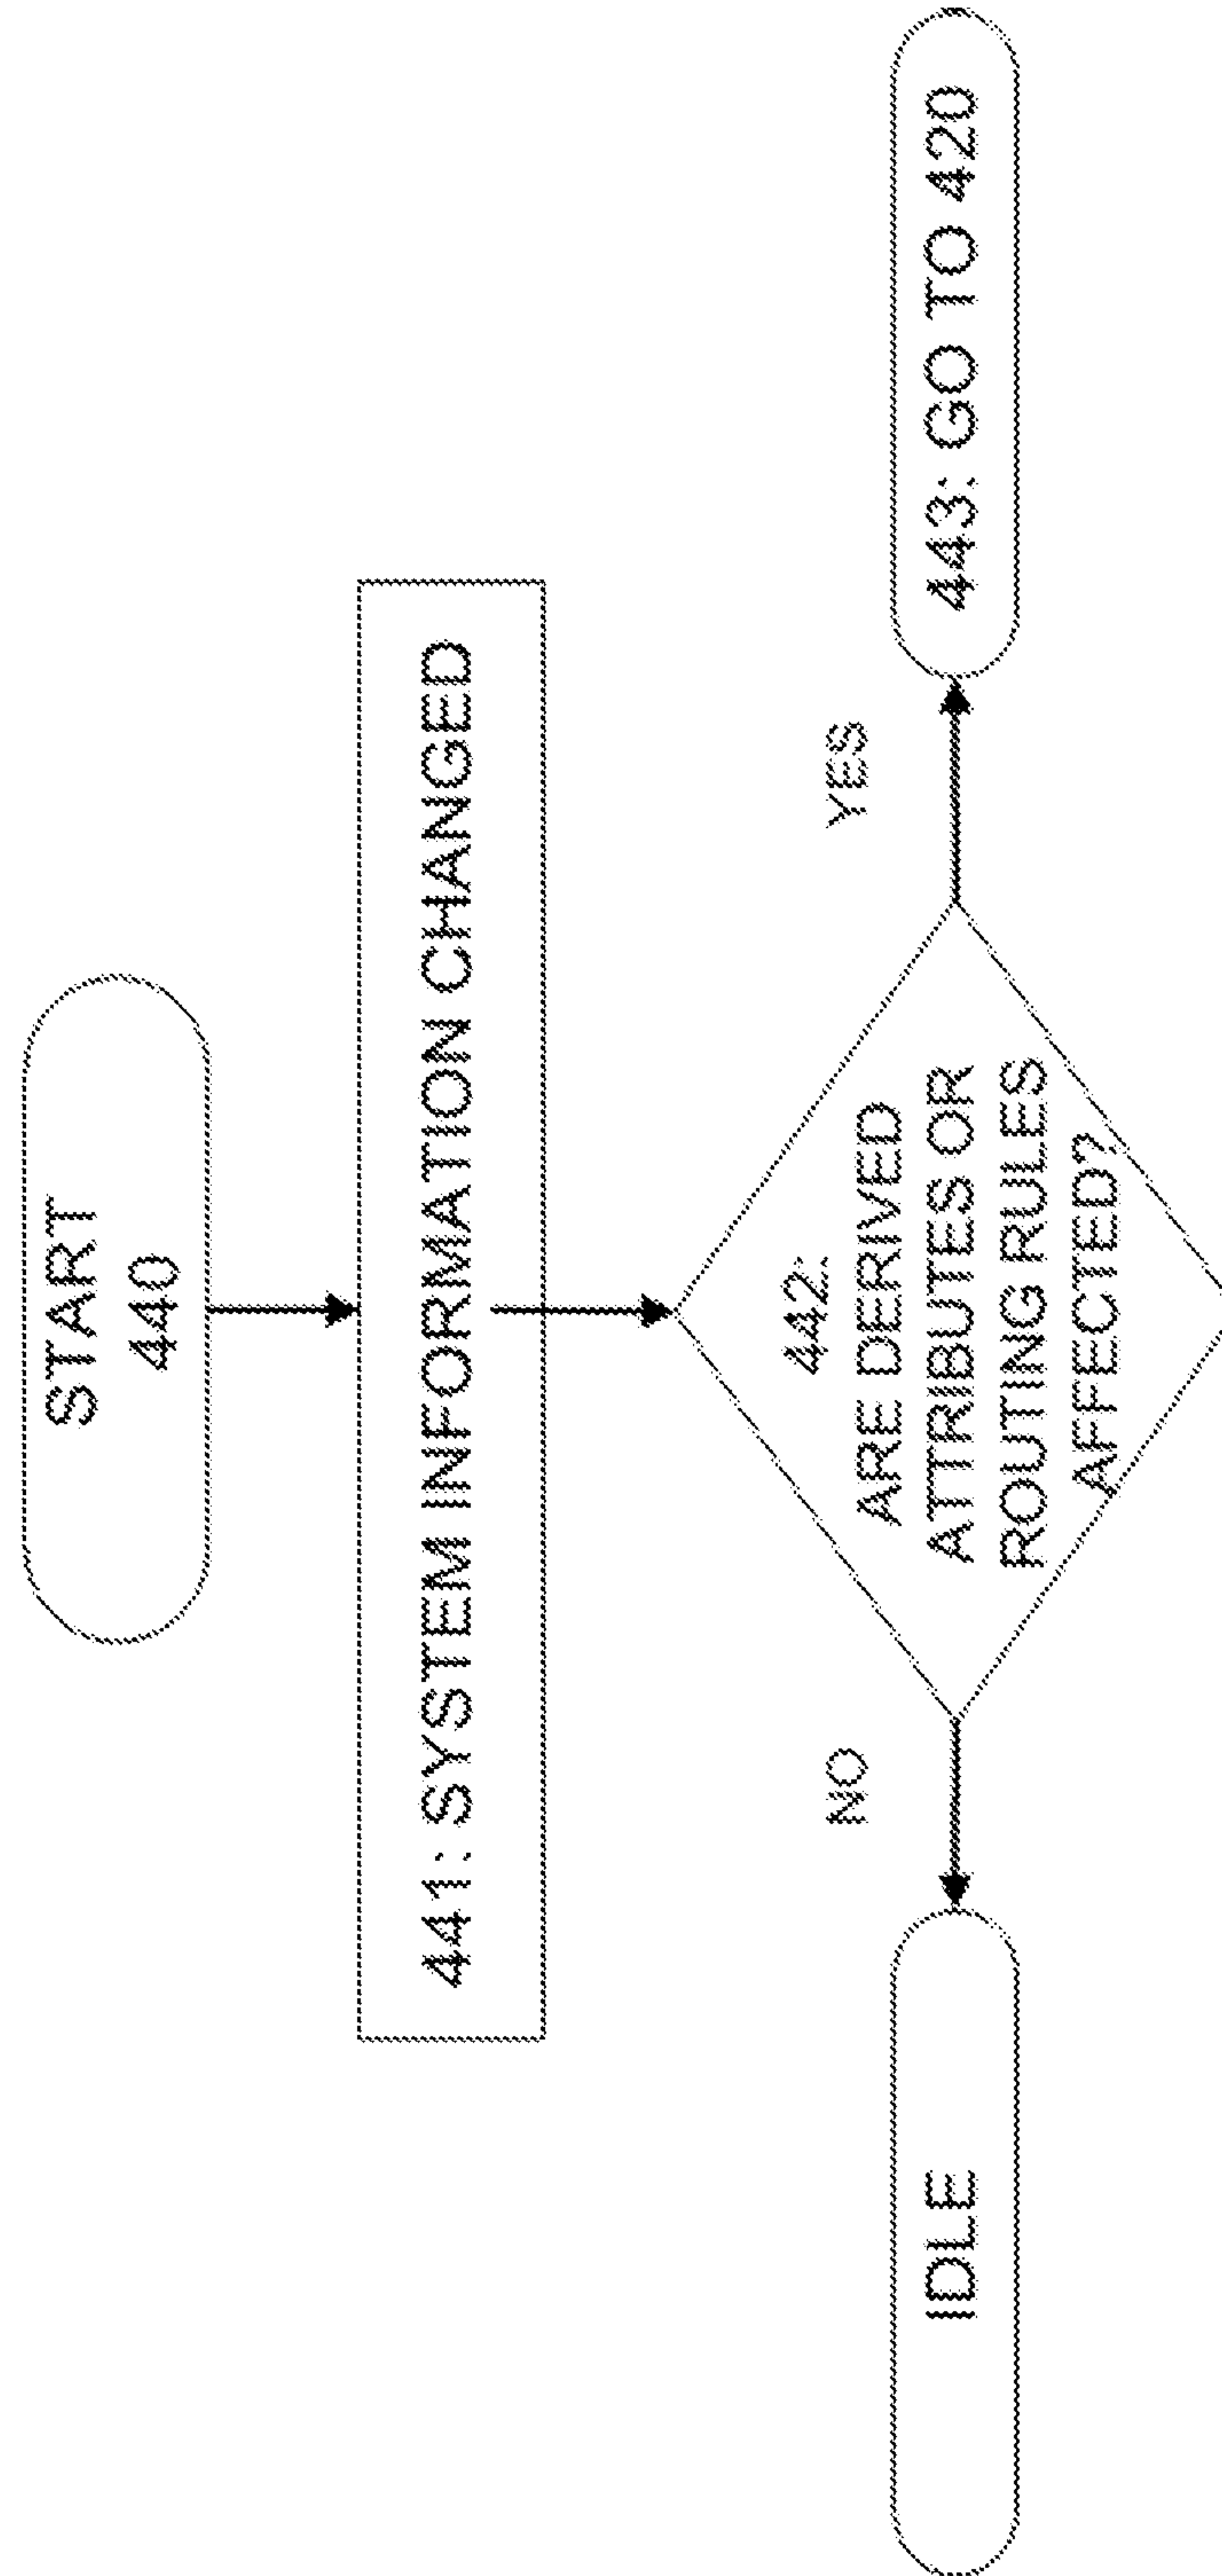 START
440
441: SYSTEM INFORMATION CHANGED
442:
ARE DERIVED
ATTRIBUTES OR
ROUTING RULES
AFFECTED?
NO
YES
IDLE
443: GO TO 420